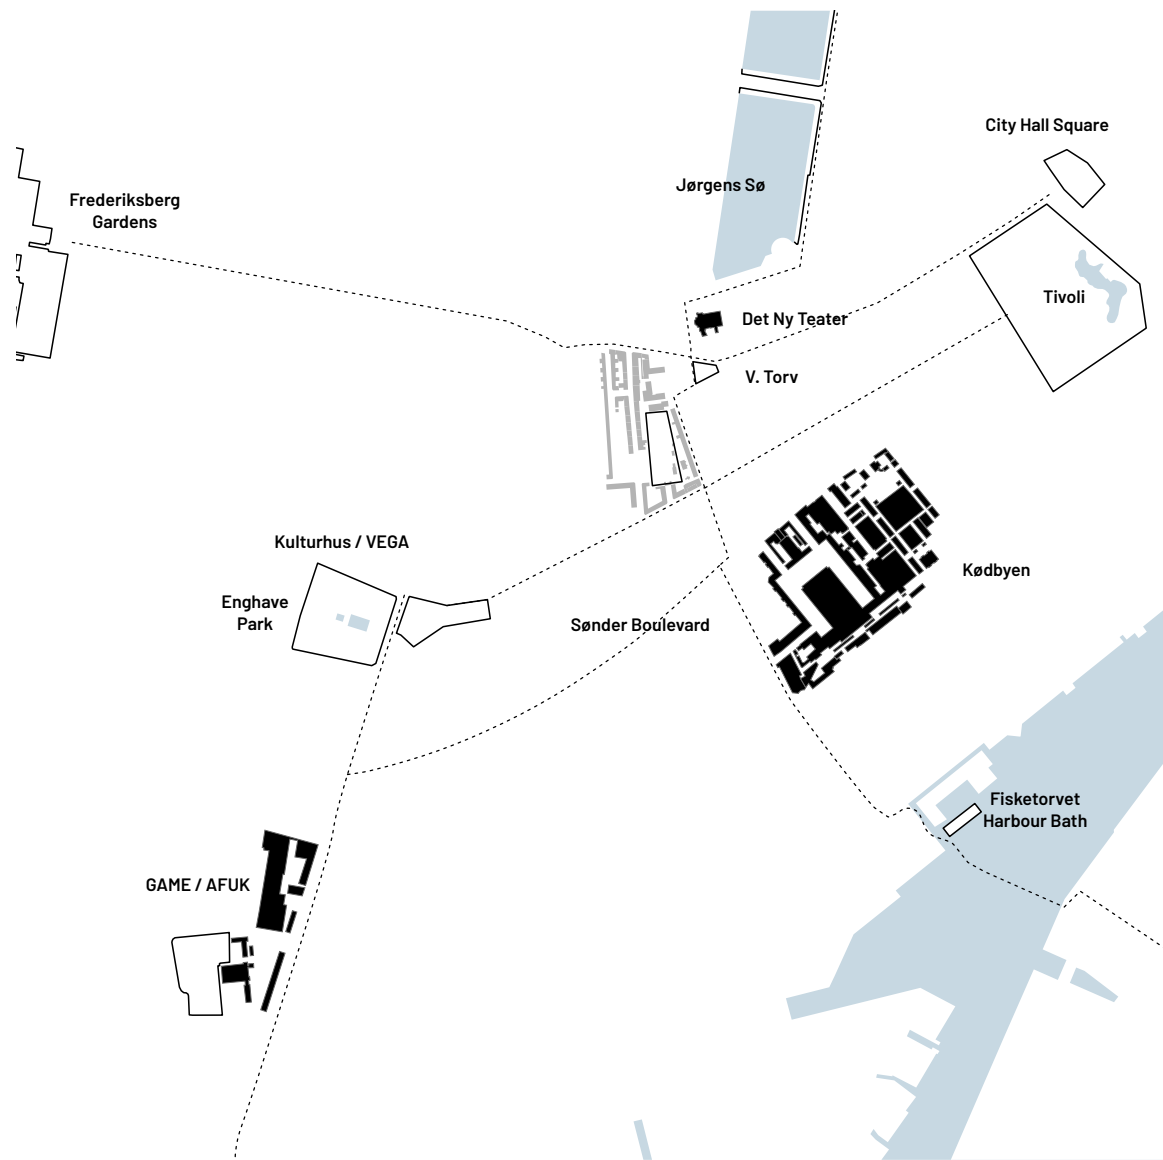 City Hall Square
Jørgens Sø
Frederiksberg
Gardens
Tivoli
Det Ny Teater
V. Torv
Kulturhus / VEGA
Kødbyen
Enghave
Park
Sønder Boulevard
Fisketorvet
Harbour Bath
GAME / AFUK